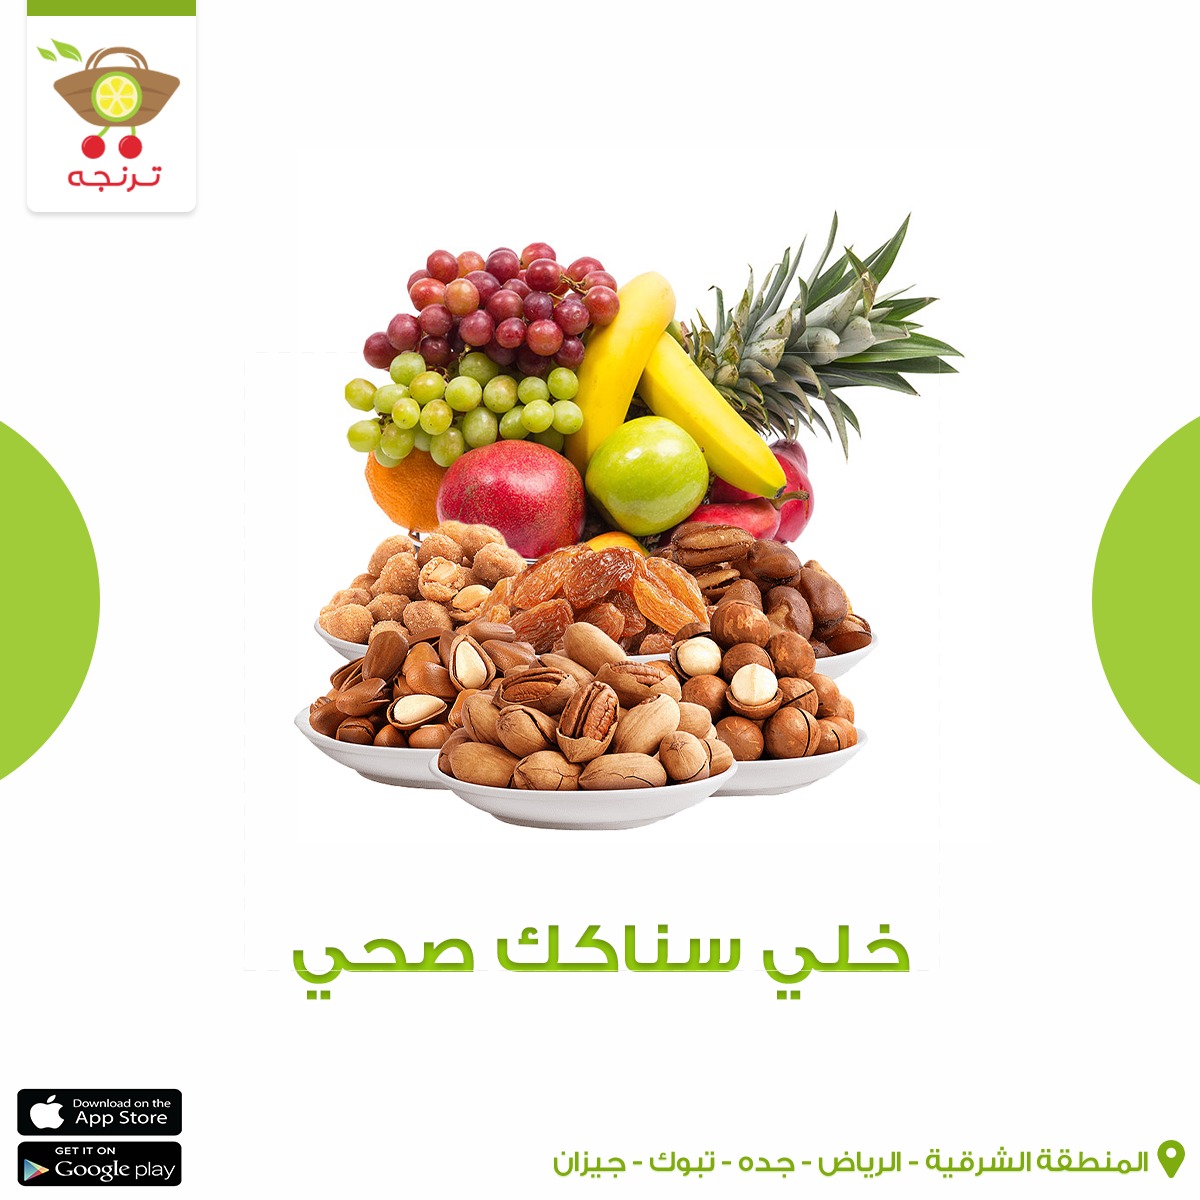 ترنجه
خلي سناكك صحي
Download on the
App Store
GET IT ON
Google play
المنطقة الشرقية - الرياض - جده - تبوك - جيزان